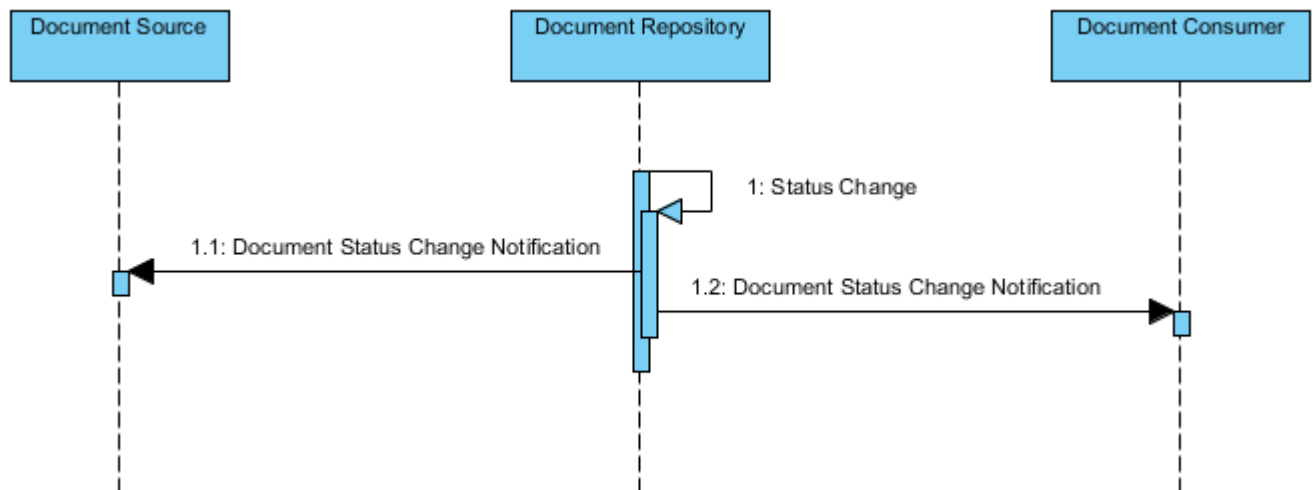 Document Source
Document Repository
Document Consumer
1: Status Change
1.1: Document Status Change Notification
1.2: Document Status Change Notification